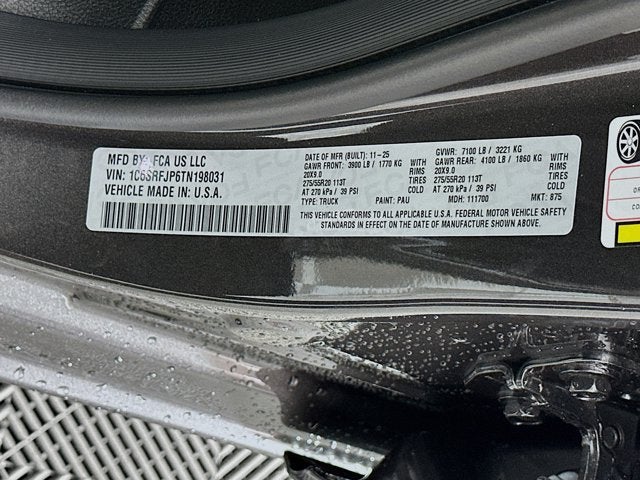 MFD BY: FCA US LLC
VIN: 1C6SRFJP6TN198031
VEHICLE MADE IN U.S.A.
DATE OF MFR (BUILT): 11-25 GVWR: 7100 LB / 3221 KG
GAWR FRONT: 3900 LB / 1770 KG WITH GAWR REAR: 4100 LB / 1860 KG WITH
20X9.0 RIMS 20X9.0 RIMS
275/55R20 113T TIRES 275/55R20 113T TIRES
AT 270 kPa / 39 PSI AT 270 kPa / 39 PSI
TYPE: TRUCK PAINT: PAU MDH: 111700 MKT: 875
THIS VEHICLE CONFORMS TO ALL APPLICABLE U.S.A. FEDERAL MOTOR VEHICLE SAFETY
STANDARDS IN EFFECT ON THE DATE OF MANUFACTURE SHOWN ABOVE.